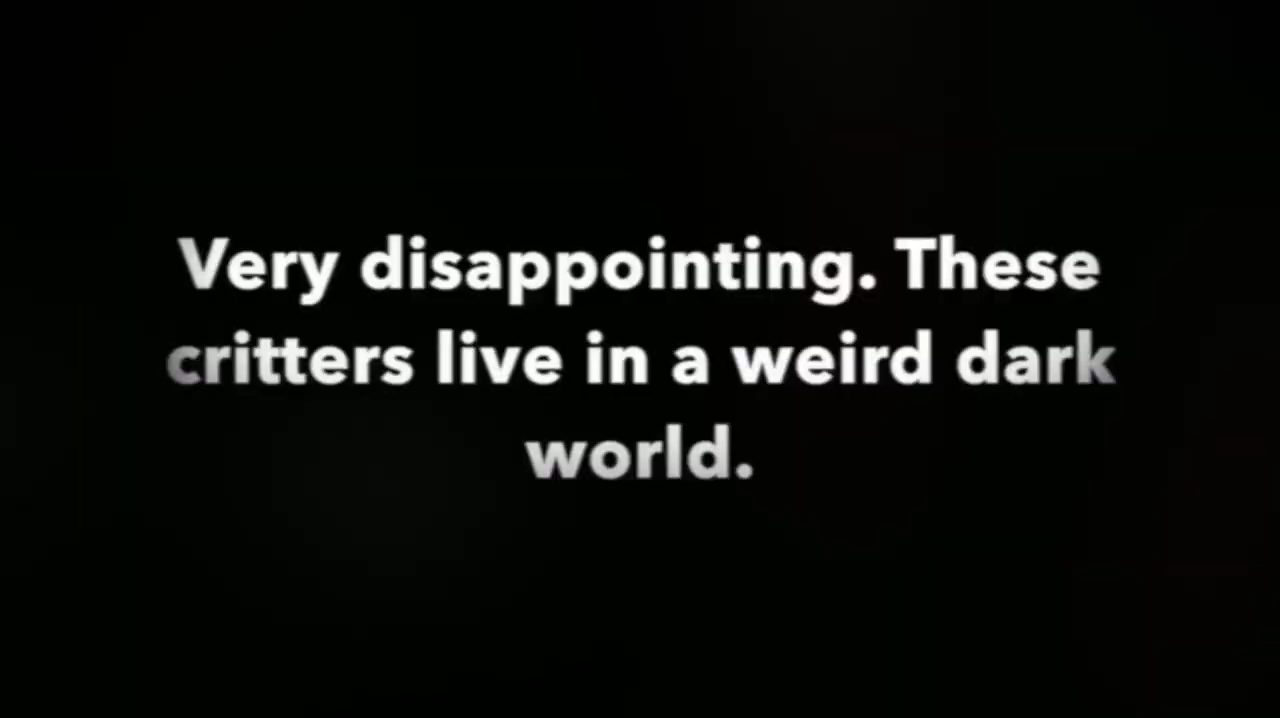 Very disappointing. These
critters live in a weird dark
world.